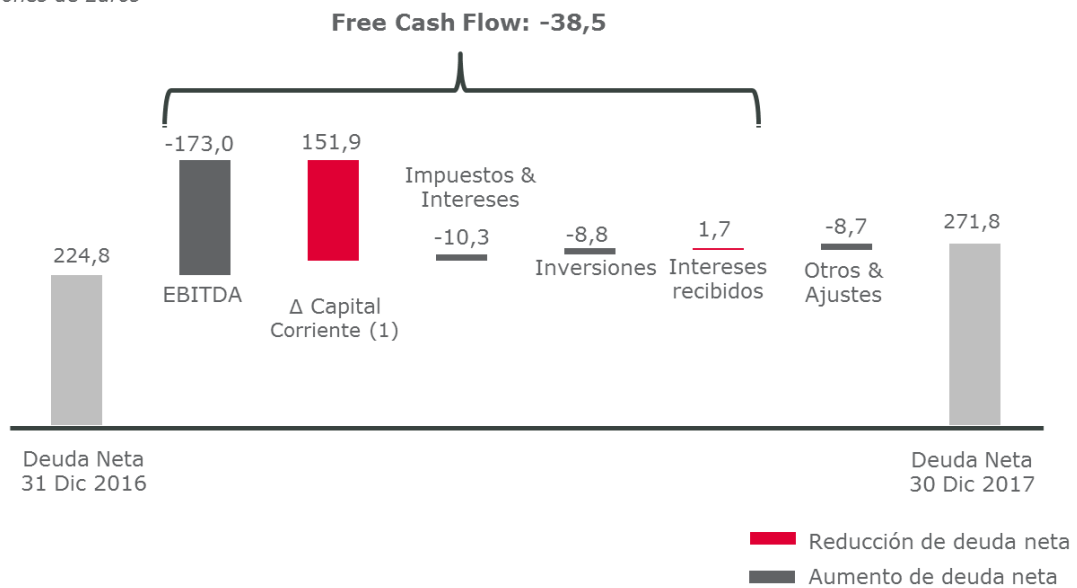 de Euros
Free Cash Flow: -38,5
-173,0
151,9
Impuestos &
Intereses
-10,3
-8,8
1,7
-8,7
271,8
224,8
EBITDA
Δ Capital
Corriente (1)
Inversiones
Intereses
recibidos
Otros &
Ajustes
Deuda Neta
31 Dic 2016
Deuda Neta
30 Dic 2017
Reducción de deuda neta
Aumento de deuda neta